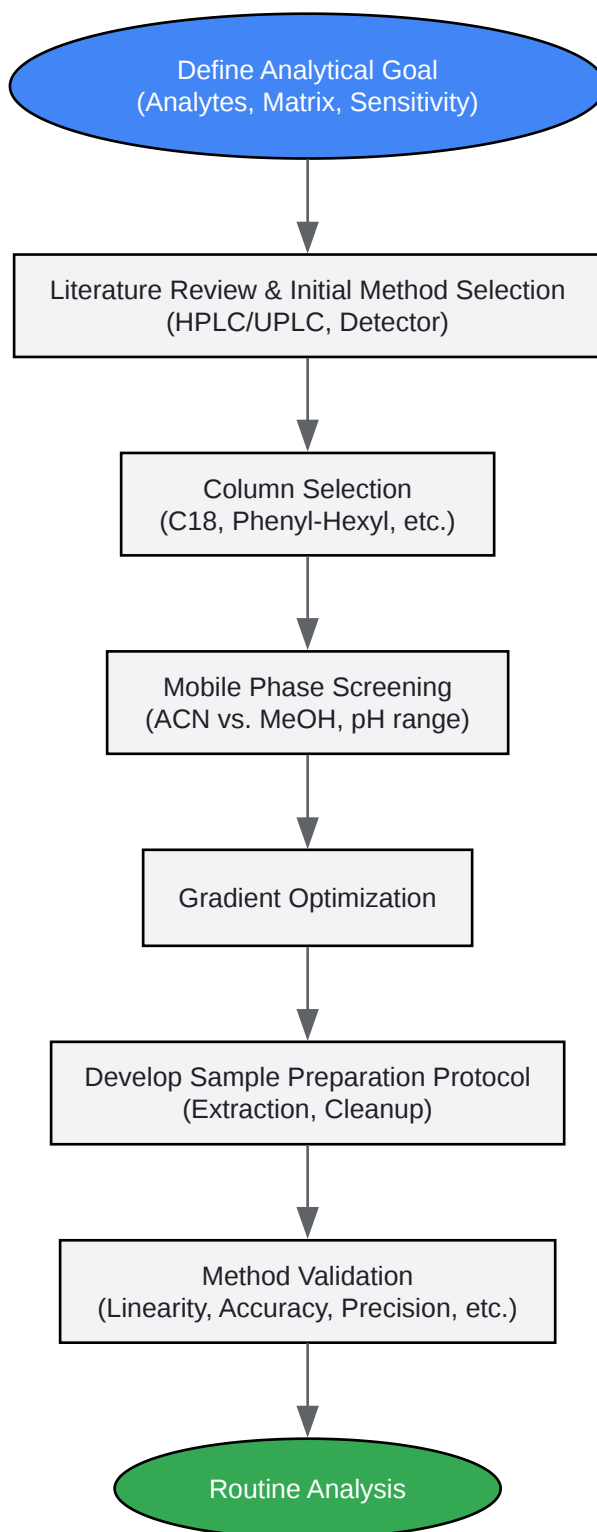 Define Analytical Goal
(Analytes, Matrix, Sensitivity)
Literature Review & Initial Method Selection
(HPLC/UPLC, Detector)
Column Selection
(C18, Phenyl-Hexyl, etc.)
Mobile Phase Screening
(ACN vs. MeOH, pH range)
Gradient Optimization
Develop Sample Preparation Protocol
(Extraction, Cleanup)
Method Validation
(Linearity, Accuracy, Precision, etc.)
Routine Analysis